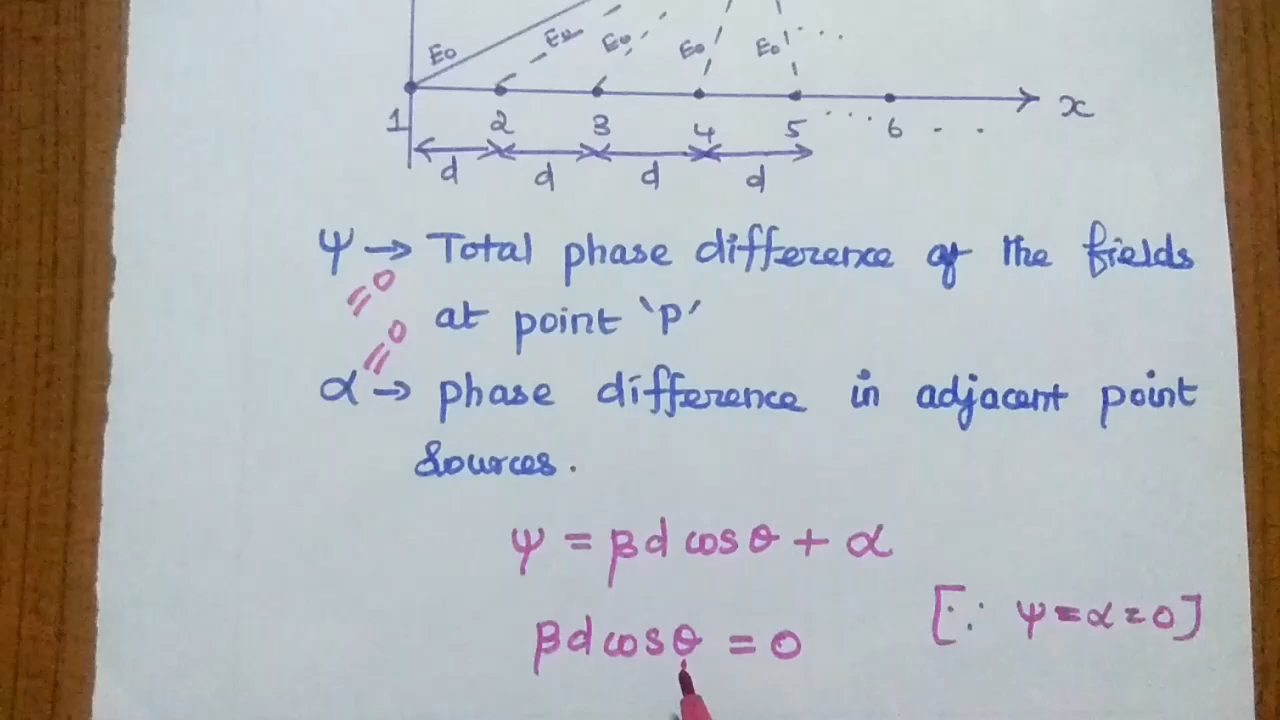 E0 E0 E0 E0 E0 . . .
1 2 3 4 5 . . . 6 . . x
d d d d
ψ → Total phase difference of the fields
= 0
at point 'P'
= 0
α → phase difference in adjacent point
Sources.
ψ = βd cos θ + α
[∵ ψ = α = 0]
βd cos θ = 0